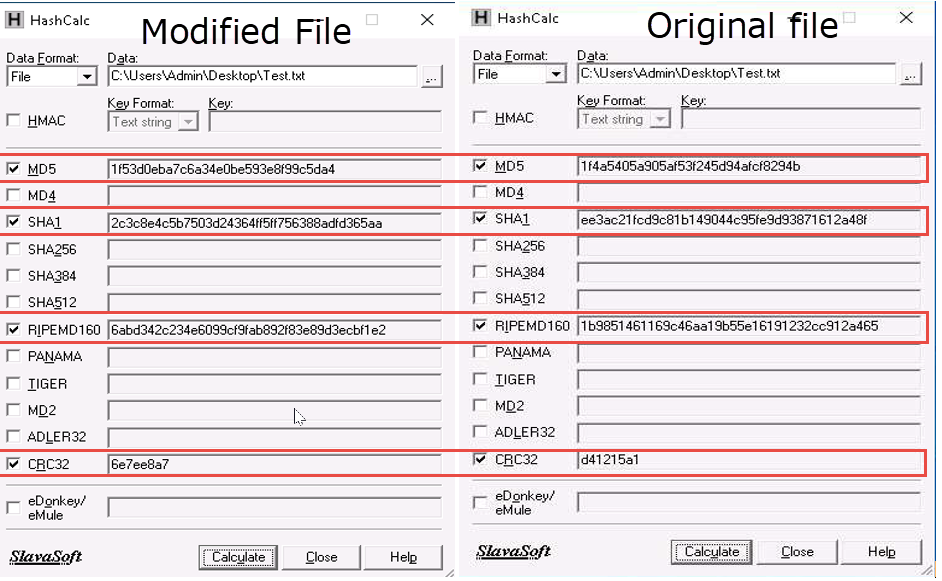 HashCalc
Modified File
Data Format:
Data:
File
C:\Users\Admin\Desktop\Test.txt
...
Key Format:
Key:
HMAC
Text string
MD5
1f53d0eba7c6a34e0be593e8f99c5da4
MD4
SHA1
2c3c8e4c5b7503d24364ff5ff756388adfd365aa
SHA256
SHA384
SHA512
RIPEMD160
6abd342c234e6099cf9fab892f83e89d3ecbf1e2
PANAMA
TIGER
MD2
ADLER32
CRC32
6e7ee8a7
eDonkey/
eMule
SlavaSoft
Calculate
Close
Help
HashCalc
Original file
Data Format:
Data:
File
C:\Users\Admin\Desktop\Test.txt
...
Key Format:
Key:
HMAC
Text string
MD5
1f4a5405a905af53f245d94afcf8294b
MD4
SHA1
ee3ac21fcd9c81b149044c95fe9d93871612a48f
SHA256
SHA384
SHA512
RIPEMD160
1b9851461169c46aa19b55e16191232cc912a465
PANAMA
TIGER
MD2
ADLER32
CRC32
d41215a1
eDonkey/
eMule
SlavaSoft
Calculate
Close
Help